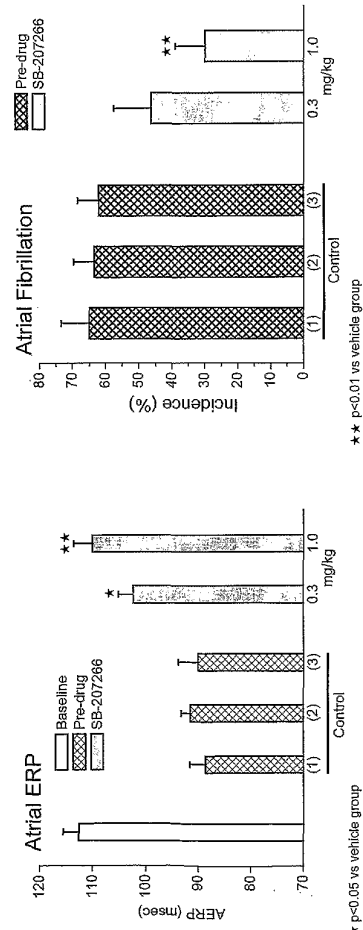 Atrial ERP
Baseline
Pre-drug
SB-207266
AERP (msec)
120
110
100
90
80
70
(1)
(2)
(3)
0.3
1.0
Control
mg/kg
★
★★
p<0.05 vs vehicle group
Atrial Fibrillation
Pre-drug
SB-207266
Incidence (%)
80
70
60
50
40
30
20
10
0
(1)
(2)
(3)
0.3
1.0
Control
mg/kg
★★
★★ p<0.01 vs vehicle group